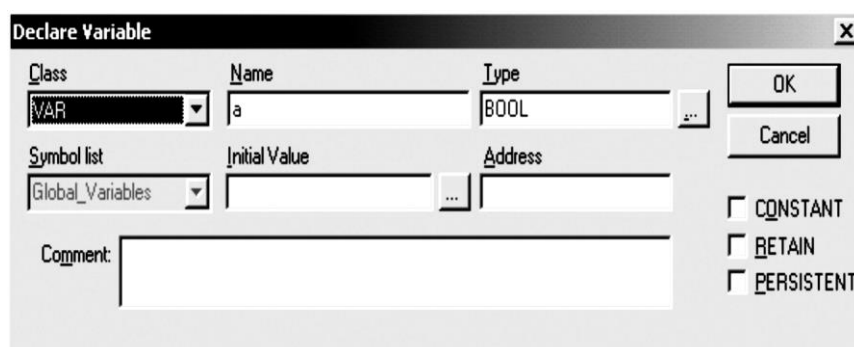 Declare Variable
Class Name Type
VAR a BOOL ... OK
Symbol list Initial Value Address Cancel
Global_Variables ...
CONSTANT
Comment: RETAIN
PERSISTENT